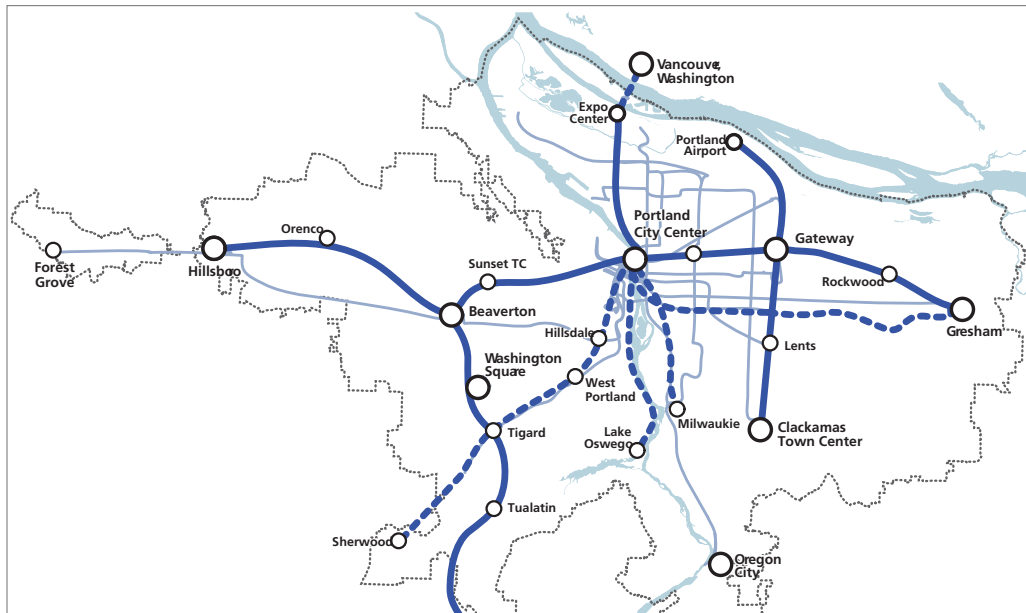 Vancouve,r
Washington
Expo
Center
Portland
Airport
Portland
City Center
Gateway
Orenco
Forest
Grove
Hillsboro
Sunset TC
Rockwood
Beaverton
Gresham
Hillsdale
Lents
Washington
Square
West
Portland
Milwaukie
Clackamas
Town Center
Tigard
Lake
Oswego
Tualatin
Sherwood
Oregon
City